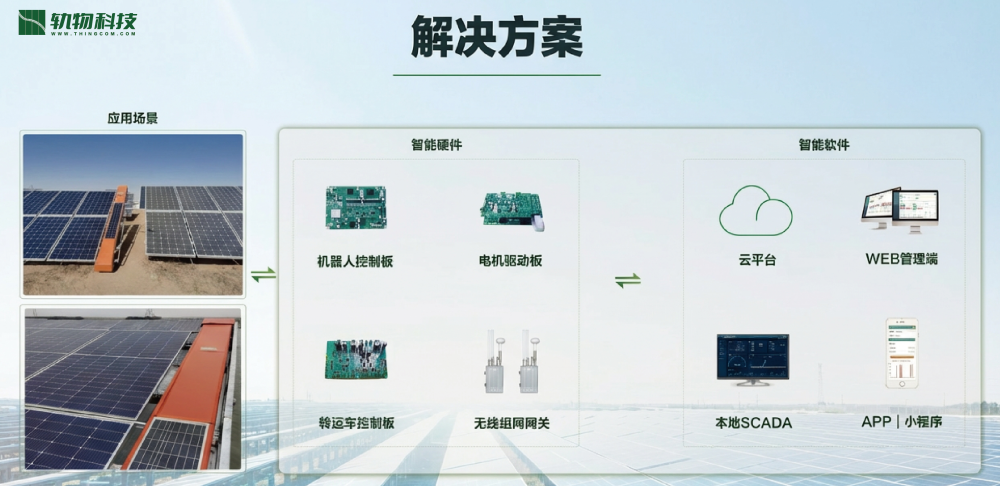 轨物科技
WWW.THINGCOM.COM
解决方案
应用场景
智能硬件
智能软件
机器人控制板
电机驱动板
云平台
WEB管理端
转运车控制板
无线组网网关
本地SCADA
APP｜小程序